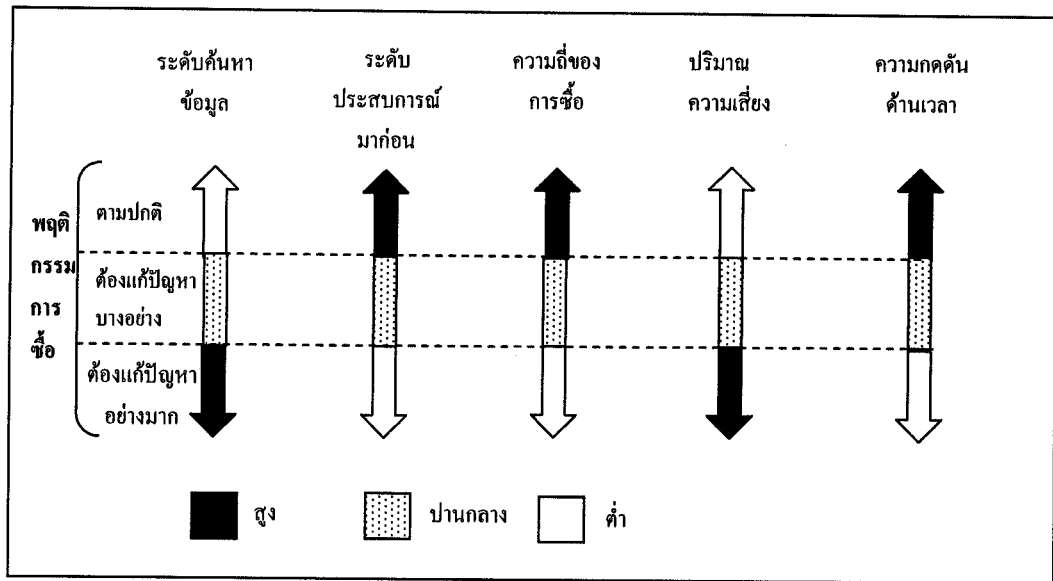 ระดับค้นหา
ข้อมูล
ระดับ
ประสบการณ์
มาก่อน
ความถี่ของ
การซื้อ
ปริมาณ
ความเสี่ยง
ความกดดัน
ด้านเวลา
พฤติ
กรรม
การ
ซื้อ
ตามปกติ
ต้องแก้ปัญหา
บางอย่าง
ต้องแก้ปัญหา
อย่างมาก
สูง
ปานกลาง
ต่ำ